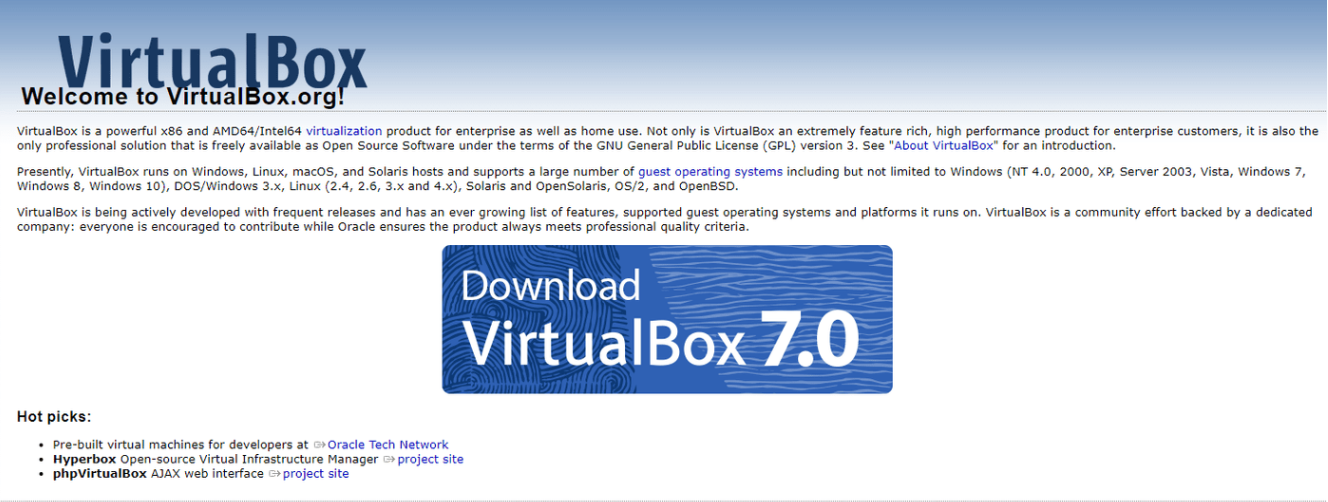 VirtualBox
Welcome to VirtualBox.org!
VirtualBox is a powerful x86 and AMD64/Intel64 virtualization product for enterprise as well as home use. Not only is VirtualBox an extremely feature rich, high performance product for enterprise customers, it is also the
only professional solution that is freely available as Open Source Software under the terms of the GNU General Public License (GPL) version 3. See "About VirtualBox" for an introduction.
Presently, VirtualBox runs on Windows, Linux, macOS, and Solaris hosts and supports a large number of guest operating systems including but not limited to Windows (NT 4.0, 2000, XP, Server 2003, Vista, Windows 7,
Windows 8, Windows 10), DOS/Windows 3.x, Linux (2.4, 2.6, 3.x and 4.x), Solaris and OpenSolaris, OS/2, and OpenBSD.
VirtualBox is being actively developed with frequent releases and has an ever growing list of features, supported guest operating systems and platforms it runs on. VirtualBox is a community effort backed by a dedicated
company: everyone is encouraged to contribute while Oracle ensures the product always meets professional quality criteria.
Download
VirtualBox 7.0
Hot picks:
• Pre-built virtual machines for developers at Oracle Tech Network
• Hyperbox Open-source Virtual Infrastructure Manager project site
• phpVirtualBox AJAX web interface project site